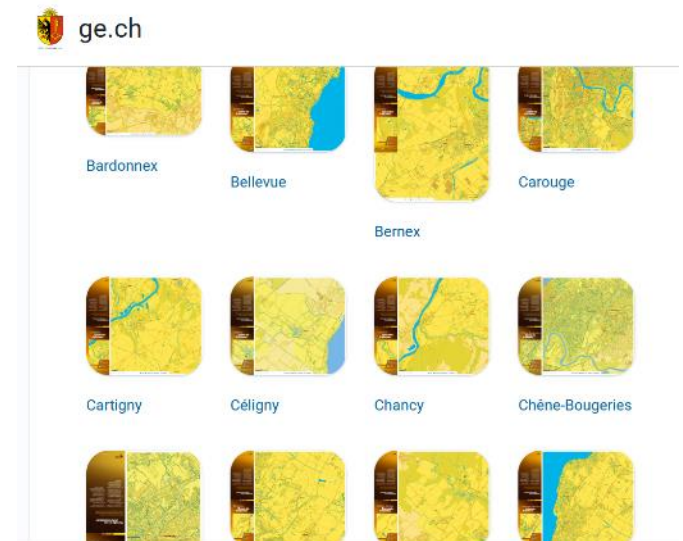 ge.ch
Bardonnex
Bellevue
Carouge
Bernex
Cartigny
Céligny
Chancy
Chêne-Bougeries